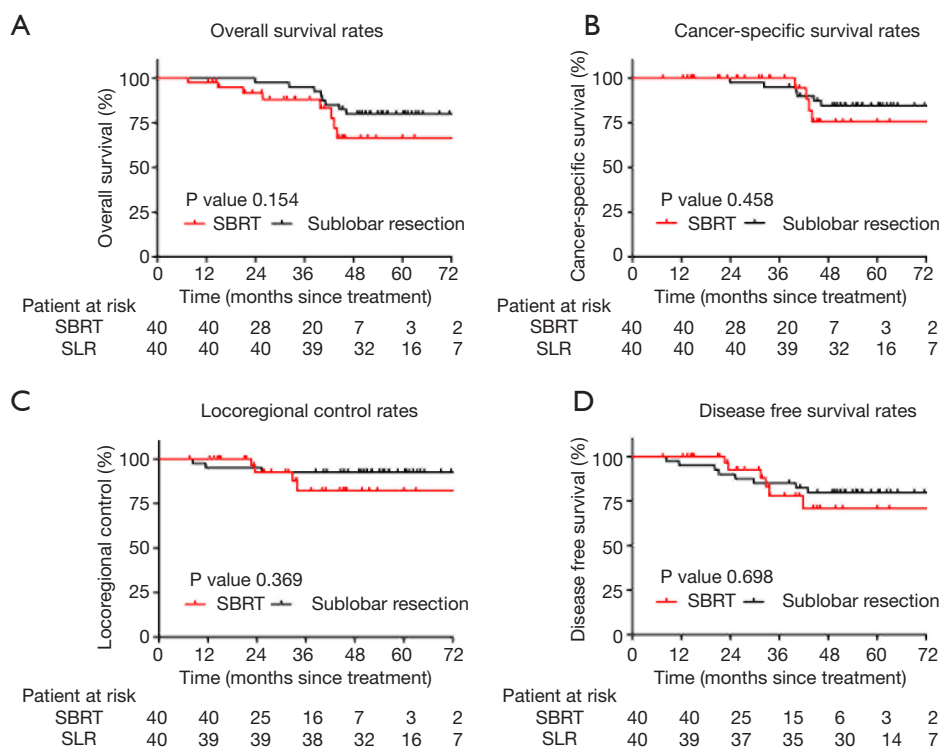 A
Overall survival rates
Overall survival (%)
100
75
50
25
0
P value 0.154
SBRT Sublobar resection
0 12 24 36 48 60 72
Time (months since treatment)
Patient at risk
SBRT 40 40 28 20 7 3 2
SLR 40 40 40 39 32 16 7
B
Cancer-specific survival rates
Cancer-specific survival (%)
100
75
50
25
0
P value 0.458
SBRT Sublobar resection
0 12 24 36 48 60 72
Time (months since treatment)
Patient at risk
SBRT 40 40 28 20 7 3 2
SLR 40 40 40 39 32 16 7
C
Locoregional control rates
Locoregional control (%)
100
75
50
25
0
P value 0.369
SBRT Sublobar resection
0 12 24 36 48 60 72
Time (months since treatment)
Patient at risk
SBRT 40 40 25 16 7 3 2
SLR 40 39 39 38 32 16 7
D
Disease free survival rates
Disease free survival (%)
100
75
50
25
0
P value 0.698
SBRT Sublobar resection
0 12 24 36 48 60 72
Time (months since treatment)
Patient at risk
SBRT 40 40 25 15 6 3 2
SLR 40 39 37 35 30 14 7